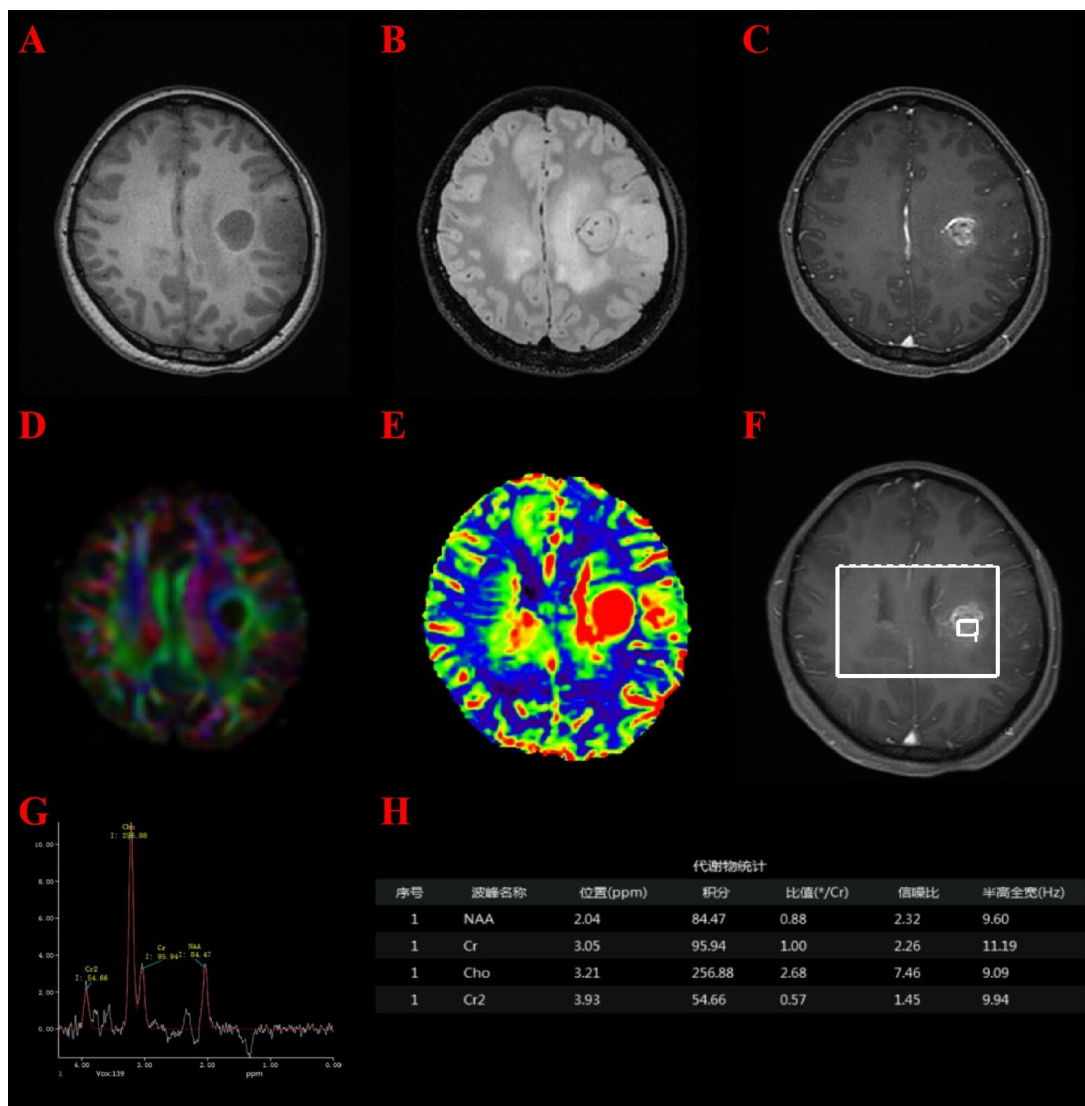 A
B
C
D
E
F
1
G
Cho
I: 256.88
Cr
I: 95.94
NAA
I: 84.47
Cr2
I: 54.66
10.00
8.00
6.00
4.00
2.00
0.00
4.00 3.00 2.00 1.00 0.00
1 Vox:139 ppm
H
代谢物统计
序号 波峰名称 位置(ppm) 积分 比值(*/Cr) 信噪比 半高全宽(Hz)
1 NAA 2.04 84.47 0.88 2.32 9.60
1 Cr 3.05 95.94 1.00 2.26 11.19
1 Cho 3.21 256.88 2.68 7.46 9.09
1 Cr2 3.93 54.66 0.57 1.45 9.94